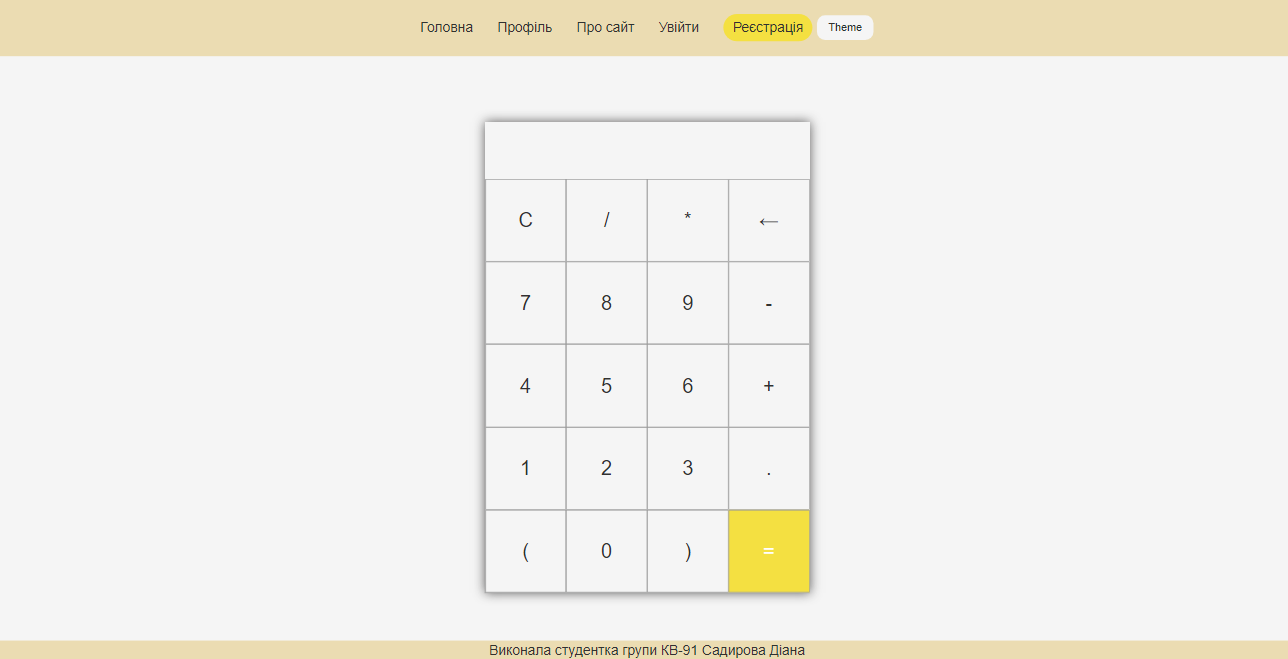 Головна Профіль Про сайт Увійти Реєстрація Theme
C / * ←
7 8 9 -
4 5 6 +
1 2 3 .
( 0 ) =
Виконала студентка групи КВ-91 Садирова Діана